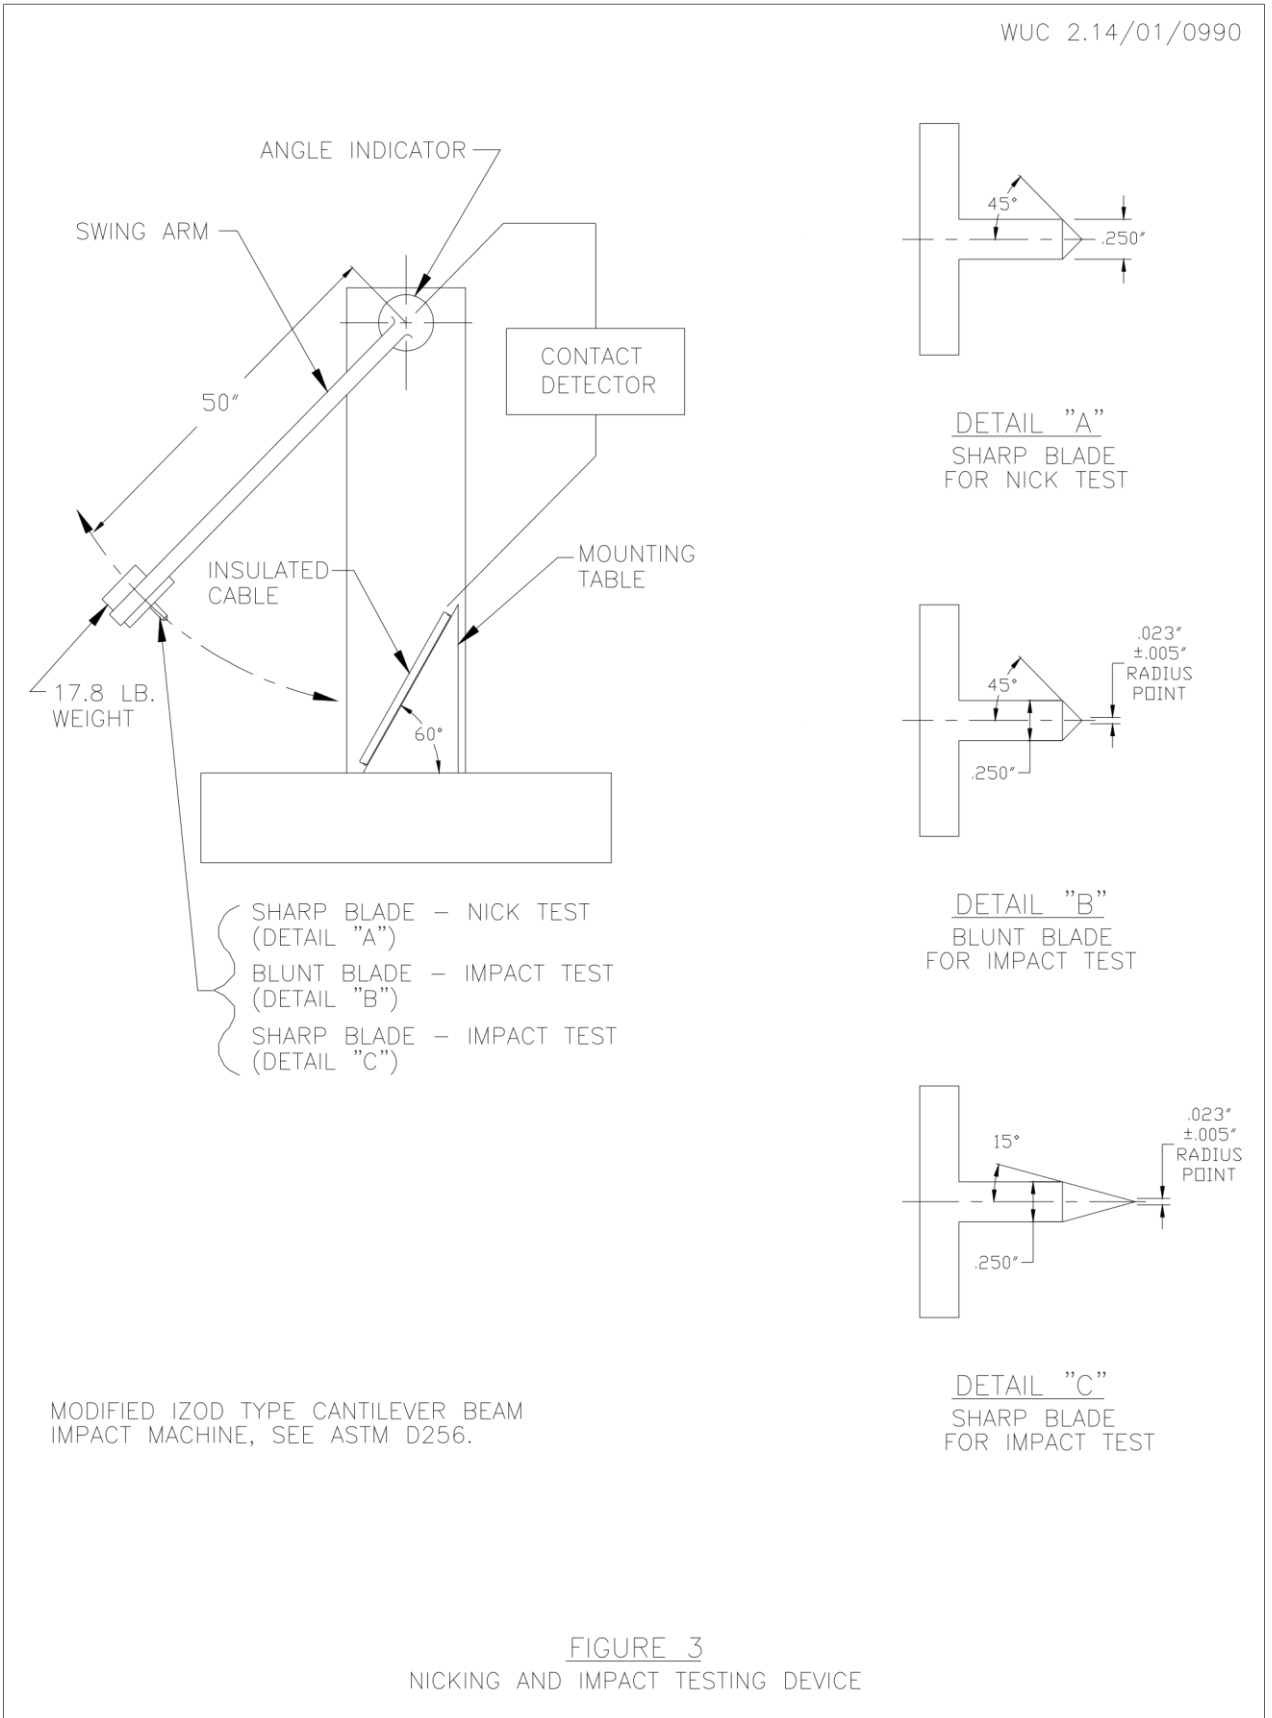 WUC 2.14/01/0990
ANGLE INDICATOR
SWING ARM
50"
CONTACT
DETECTOR
INSULATED
CABLE
MOUNTING
TABLE
17.8 LB.
WEIGHT
60°
SHARP BLADE - NICK TEST
(DETAIL "A")
BLUNT BLADE - IMPACT TEST
(DETAIL "B")
SHARP BLADE - IMPACT TEST
(DETAIL "C")
45°
.250"
DETAIL "A"
SHARP BLADE
FOR NICK TEST
.023"
±.005"
RADIUS
POINT
45°
.250"
DETAIL "B"
BLUNT BLADE
FOR IMPACT TEST
.023"
±.005"
RADIUS
POINT
15°
.250"
DETAIL "C"
SHARP BLADE
FOR IMPACT TEST
MODIFIED IZOD TYPE CANTILEVER BEAM
IMPACT MACHINE, SEE ASTM D256.
FIGURE 3
NICKING AND IMPACT TESTING DEVICE